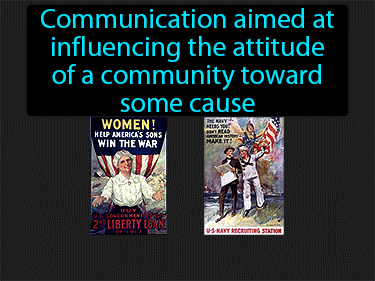 Communication aimed at
influencing the attitude
of a community toward
some cause
WOMEN!
HELP AMERICA'S SONS
WIN THE WAR
BUY
U.S. GOVERNMENT BONDS
2ND LIBERTY LOAN
OF 1917
THE NAVY
NEEDS YOU!
DON'T READ
AMERICAN HISTORY
MAKE IT!
U·S·NAVY RECRUITING STATION